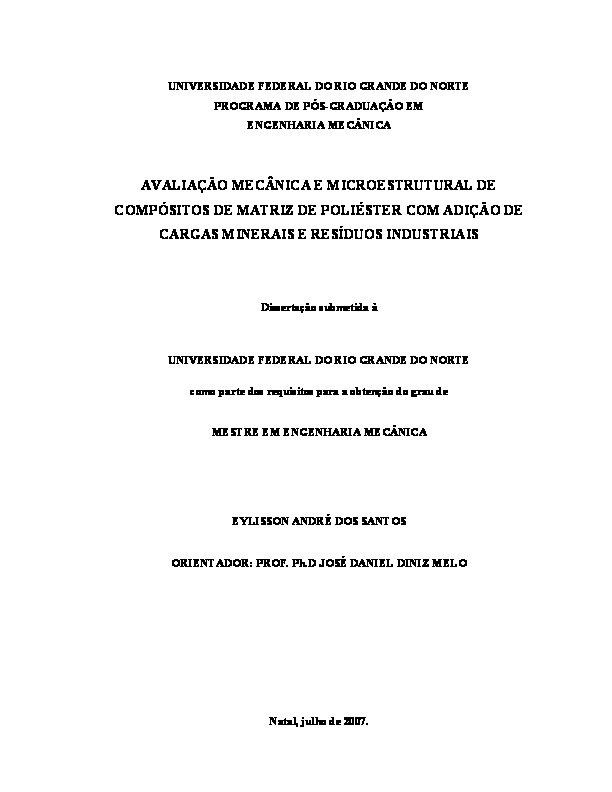 UNIVERSIDADE FEDERAL DO RIO GRANDE DO NORTE
PROGRAMA DE PÓS-GRADUAÇÃO EM
ENGENHARIA MECÂNICA
AVALIAÇÃO MECÂNICA E MICROESTRUTURAL DE
COMPÓSITOS DE MATRIZ DE POLIÉSTER COM ADIÇÃO DE
CARGAS MINERAIS E RESÍDUOS INDUSTRIAIS
Dissertação submetida à
UNIVERSIDADE FEDERAL DO RIO GRANDE DO NORTE
como parte dos requisitos para a obtenção do grau de
MESTRE EM ENGENHARIA MECÂNICA
EYLISSON ANDRÉ DOS SANTOS
ORIENTADOR: PROF. Ph.D JOSÉ DANIEL DINIZ MELO
Natal, julho de 2007.